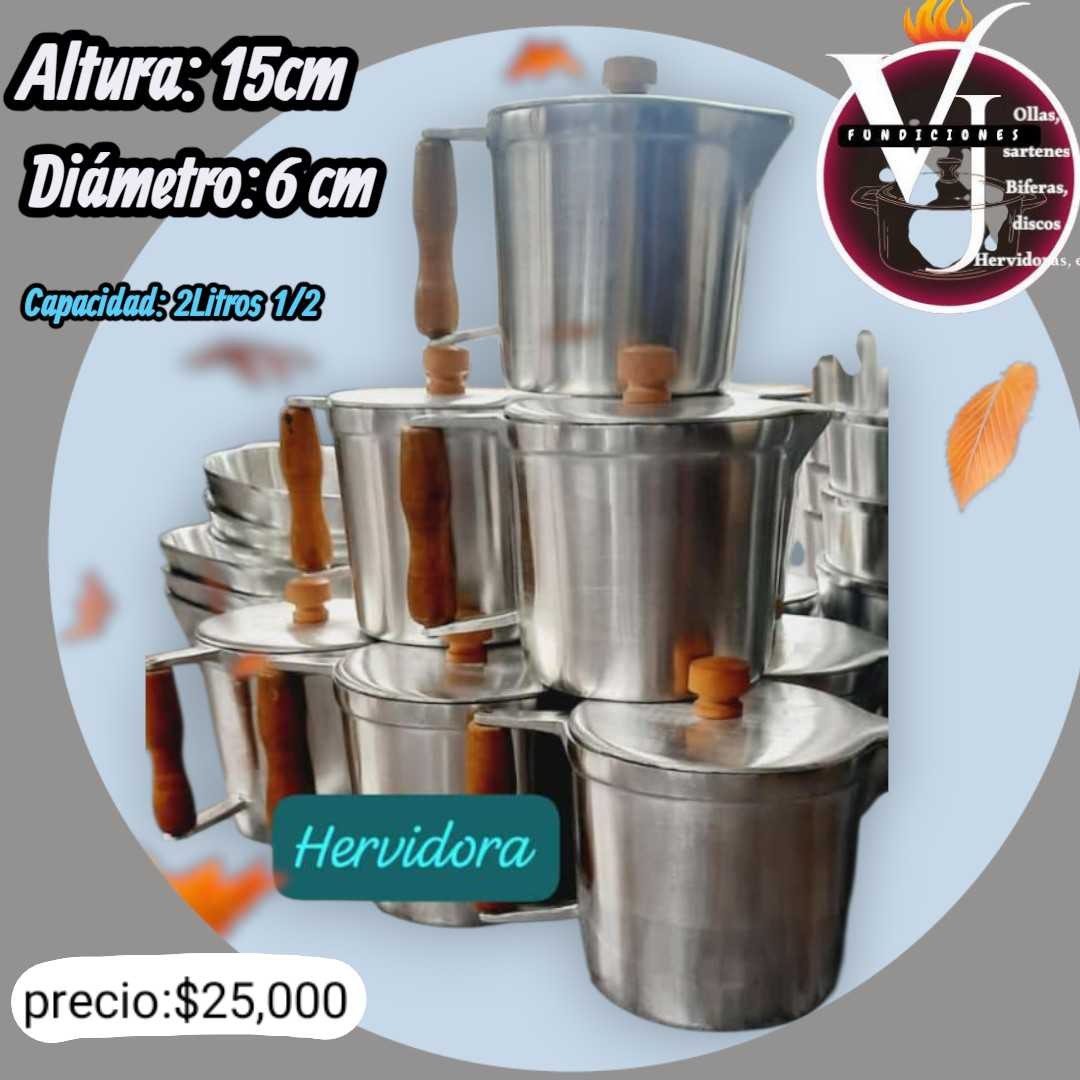 Altura: 15cm
Diámetro: 6 cm
Capacidad: 2Litros 1/2
VJ
FUNDICIONES
Ollas,
sartenes
Biferas,
discos
Hervidoras, e
Hervidora
precio:$25,000